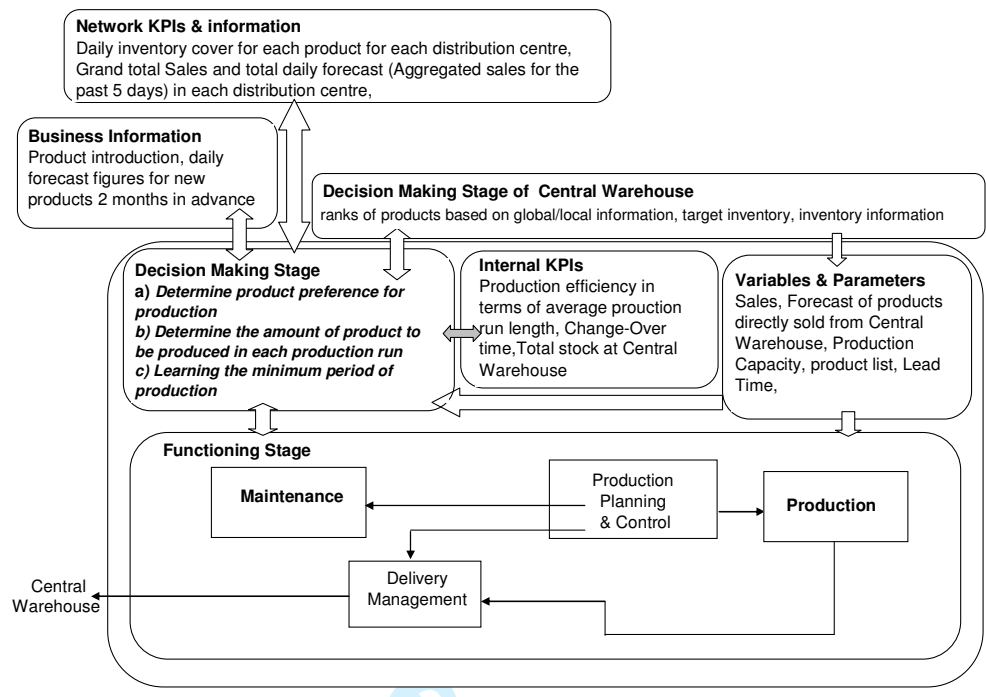 Network KPIs & information
Daily inventory cover for each product for each distribution centre,
Grand total Sales and total daily forecast (Aggregated sales for the
past 5 days) in each distribution centre,
Business Information
Product introduction, daily
forecast figures for new
products 2 months in advance
Decision Making Stage of Central Warehouse
ranks of products based on global/local information, target inventory, inventory information
Decision Making Stage
a) Determine product preference for
production
b) Determine the amount of product to
be produced in each production run
c) Learning the minimum period of
production
Internal KPIs
Production efficiency in
terms of average prouction
run length, Change-Over
time,Total stock at Central
Warehouse
Variables & Parameters
Sales, Forecast of products
directly sold from Central
Warehouse, Production
Capacity, product list, Lead
Time,
Functioning Stage
Maintenance
Production
Planning
& Control
Production
Delivery
Management
Central
Warehouse